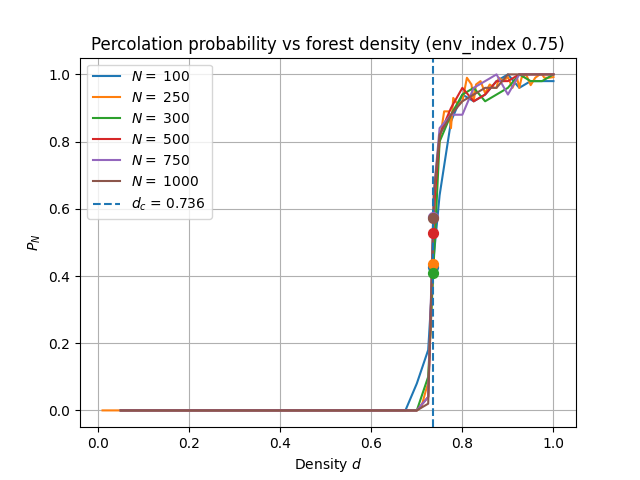 Percolation probability vs forest density (env_index 0.75)
N = 100
N = 250
N = 300
N = 500
N = 750
N = 1000
d_c = 0.736
1.0
0.8
0.6
0.4
0.2
0.0
P_N
0.0 0.2 0.4 0.6 0.8 1.0
Density d